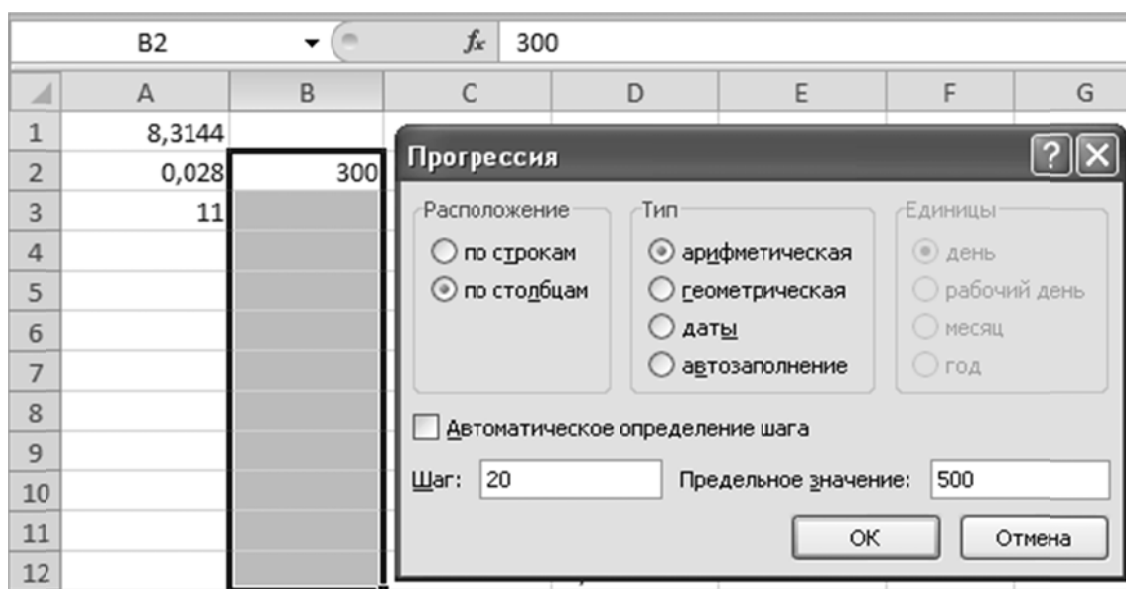 B2 fx 300
A B C D E F G
1 8,3144
2 0,028 300
3 11
4
5
6
7
8
9
10
11
12
Прогрессия ? X
Расположение Тип Единицы
по строкам арифметическая день
по столбцам геометрическая рабочий день
даты месяц
автозаполнение год
Автоматическое определение шага
Шаг: 20 Предельное значение: 500
ОК Отмена